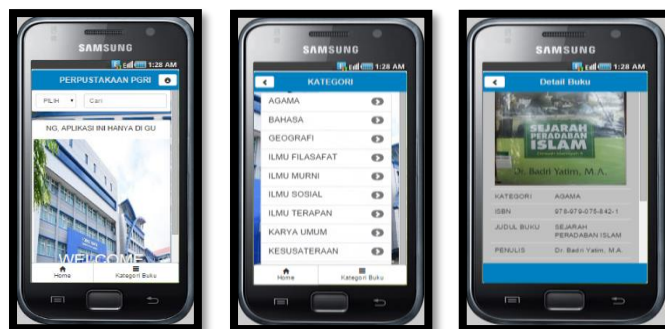 SAMSUNG
1:28 AM
PERPUSTAKAAN PGRI
PILIH
Cari
NG, APLIKASI INI HANYA DI GU
WELCOME
Home
Kategori Buku
SAMSUNG
1:28 AM
KATEGORI
AGAMA
BAHASA
GEOGRAFI
ILMU FILASAFAT
ILMU MURNI
ILMU SOSIAL
ILMU TERAPAN
KARYA UMUM
KESUSATERAAN
Home
Kategori Buku
SAMSUNG
1:28 AM
Detail Buku
SEJARAH
PERADABAN
ISLAM
Dr. Badri Yatim, M.A.
KATEGORI AGAMA
ISBN 979-979-075-842-1
JUDUL BUKU SEJARAH
PERADABAN ISLAM
PENULIS Dr. Badri Yatim, M.A.